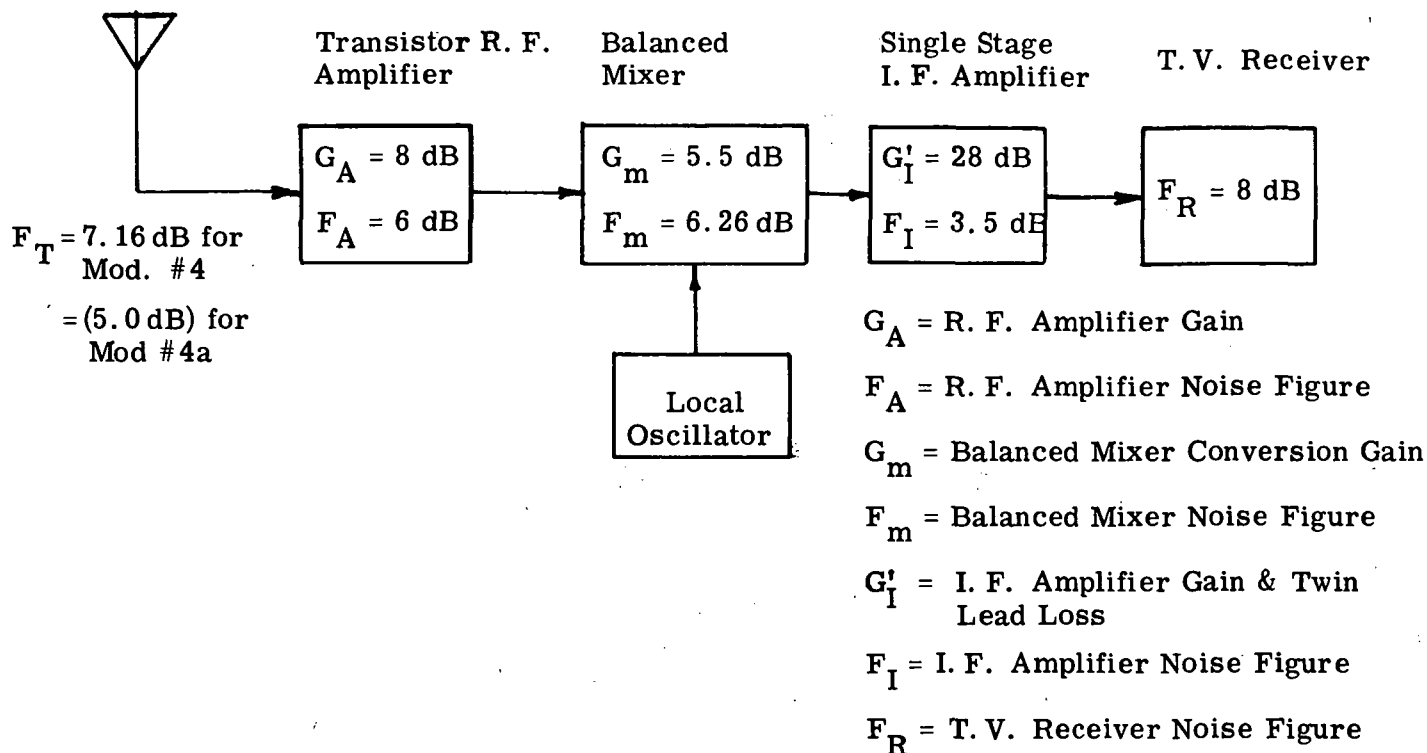 Transistor R. F.
Amplifier
Balanced
Mixer
Single Stage
I. F. Amplifier
T. V. Receiver
G_A = 8 dB
F_A = 6 dB
G_m = 5.5 dB
F_m = 6.26 dB
G'_I = 28 dB
F_I = 3.5 dB
F_R = 8 dB
F_T = 7.16 dB for
Mod. #4
= (5.0 dB) for
Mod #4a
Local
Oscillator
G_A = R. F. Amplifier Gain
F_A = R. F. Amplifier Noise Figure
G_m = Balanced Mixer Conversion Gain
F_m = Balanced Mixer Noise Figure
G'_I = I. F. Amplifier Gain & Twin
Lead Loss
F_I = I. F. Amplifier Noise Figure
F_R = T. V. Receiver Noise Figure